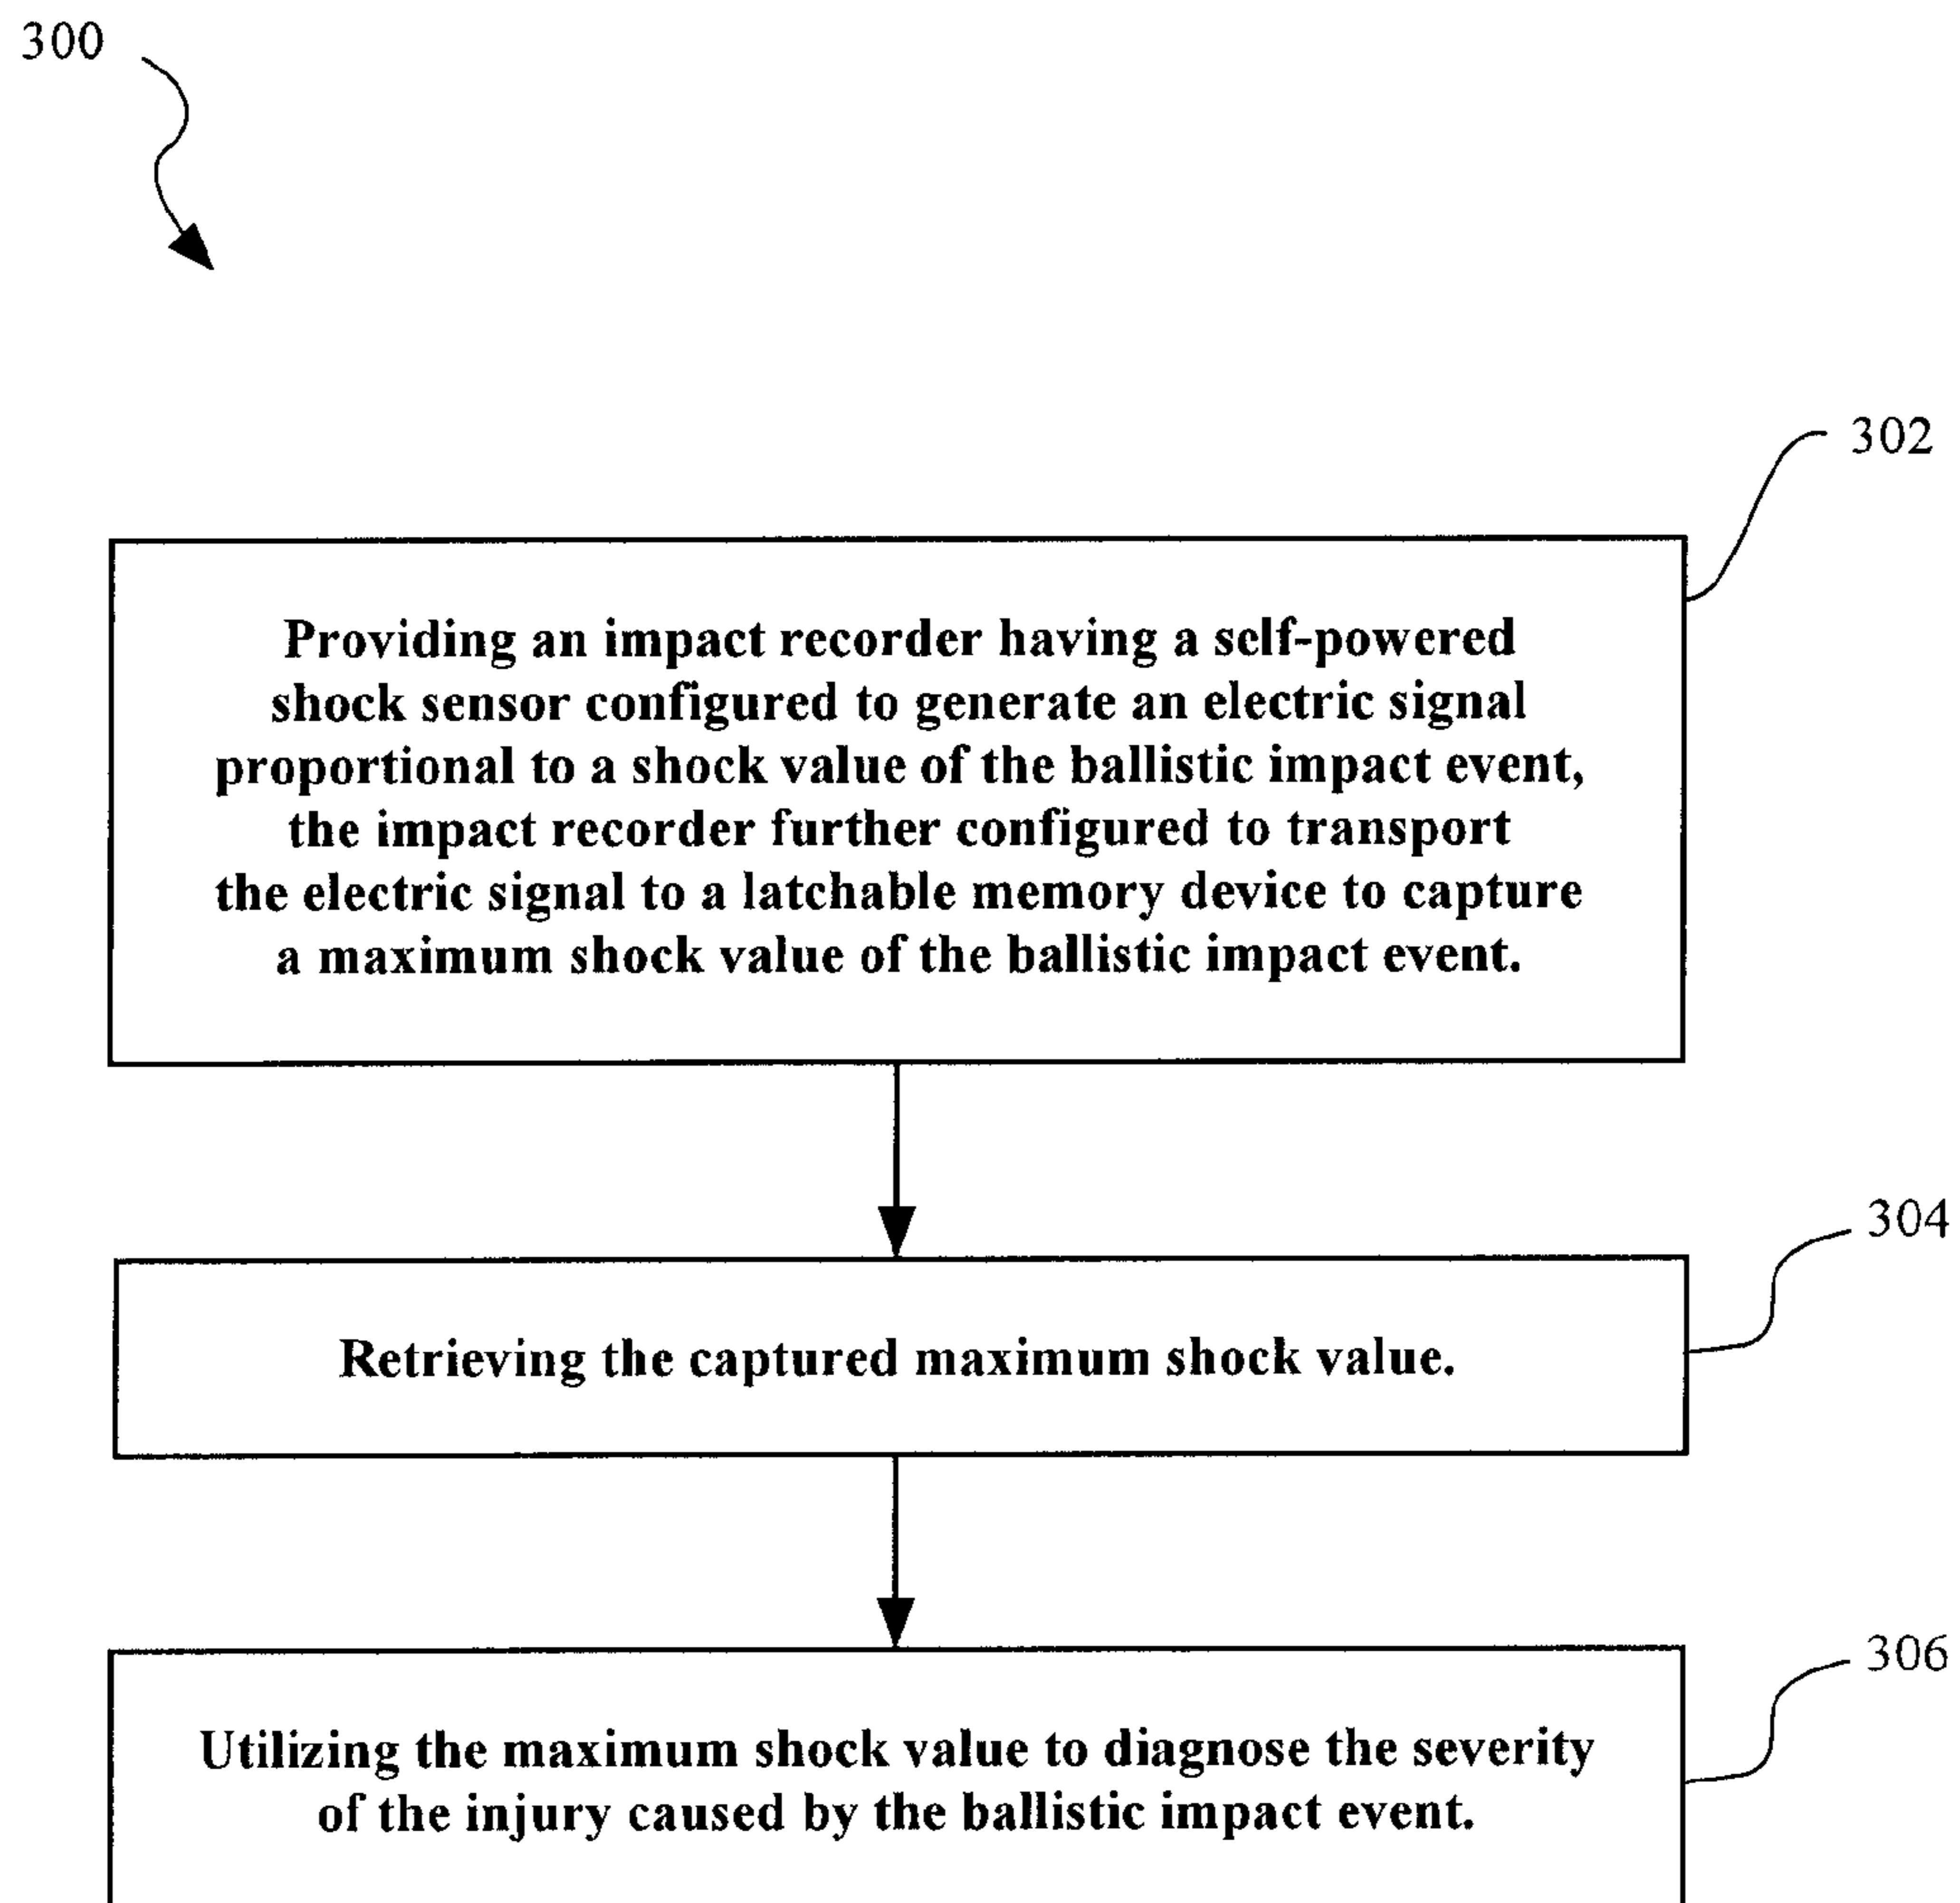 300
302
Providing an impact recorder having a self-powered
shock sensor configured to generate an electric signal
proportional to a shock value of the ballistic impact event,
the impact recorder further configured to transport
the electric signal to a latchable memory device to capture
a maximum shock value of the ballistic impact event.
304
Retrieving the captured maximum shock value.
306
Utilizing the maximum shock value to diagnose the severity
of the injury caused by the ballistic impact event.